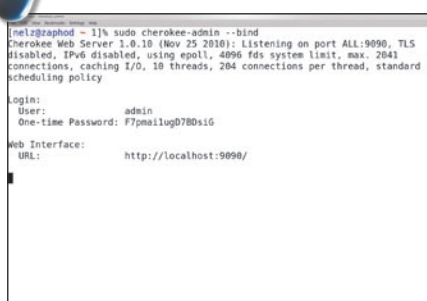 [nelz@zaphod ~ 1]% sudo cherokee-admin --bind
Cherokee Web Server 1.0.10 (Nov 25 2010): Listening on port ALL:9090, TLS
disabled, IPv6 disabled, using epoll, 4096 fds system limit, max. 2041
connections, caching I/O, 10 threads, 204 connections per thread, standard
scheduling policy
Login:
User: admin
One-time Password: F7pmai1ugD7BDsiG
Web Interface:
URL: http://localhost:9090/